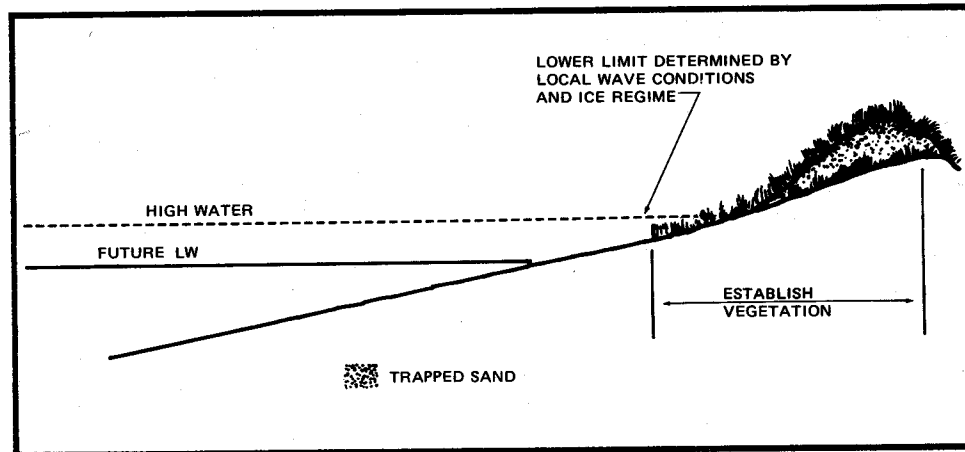 LOWER LIMIT DETERMINED BY
LOCAL WAVE CONDITIONS
AND ICE REGIME
HIGH WATER
FUTURE LW
ESTABLISH
VEGETATION
TRAPPED SAND